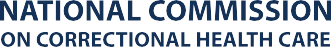 NATIONAL COMMISSION
ON CORRECTIONAL HEALTH CARE